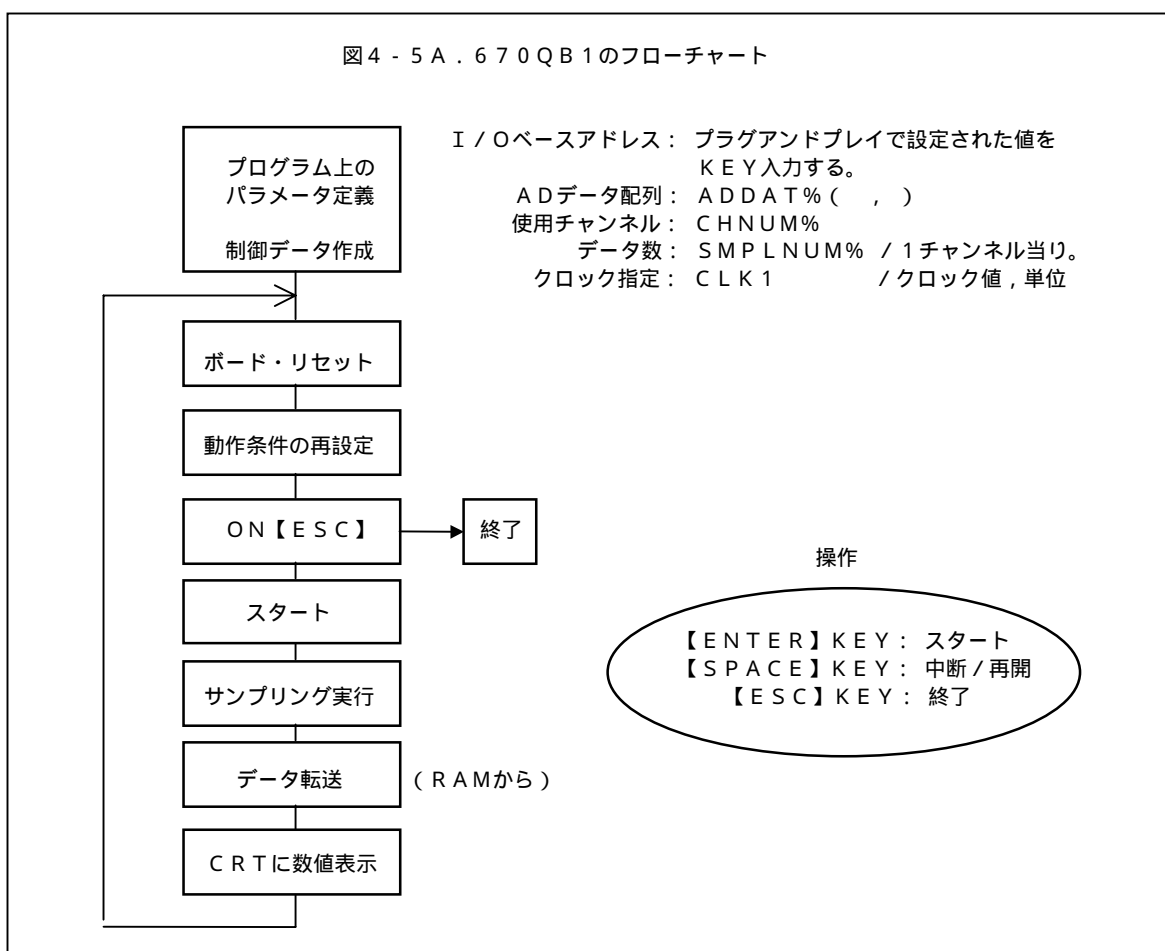 図4-5A.670QB1のフローチャート
プログラム上の
パラメータ定義
制御データ作成
I/Oベースアドレス: プラグアンドプレイで設定された値を
KEY入力する。
ADデータ配列: ADDAT%( , )
使用チャンネル: CHNUM%
データ数: SMPLNUM% /1チャンネル当り。
クロック指定: CLK1 /クロック値,単位
ボード・リセット
動作条件の再設定
ON【ESC】
終了
スタート
サンプリング実行
データ転送
(RAMから)
CRTに数値表示
操作
【ENTER】KEY: スタート
【SPACE】KEY: 中断/再開
【ESC】KEY: 終了